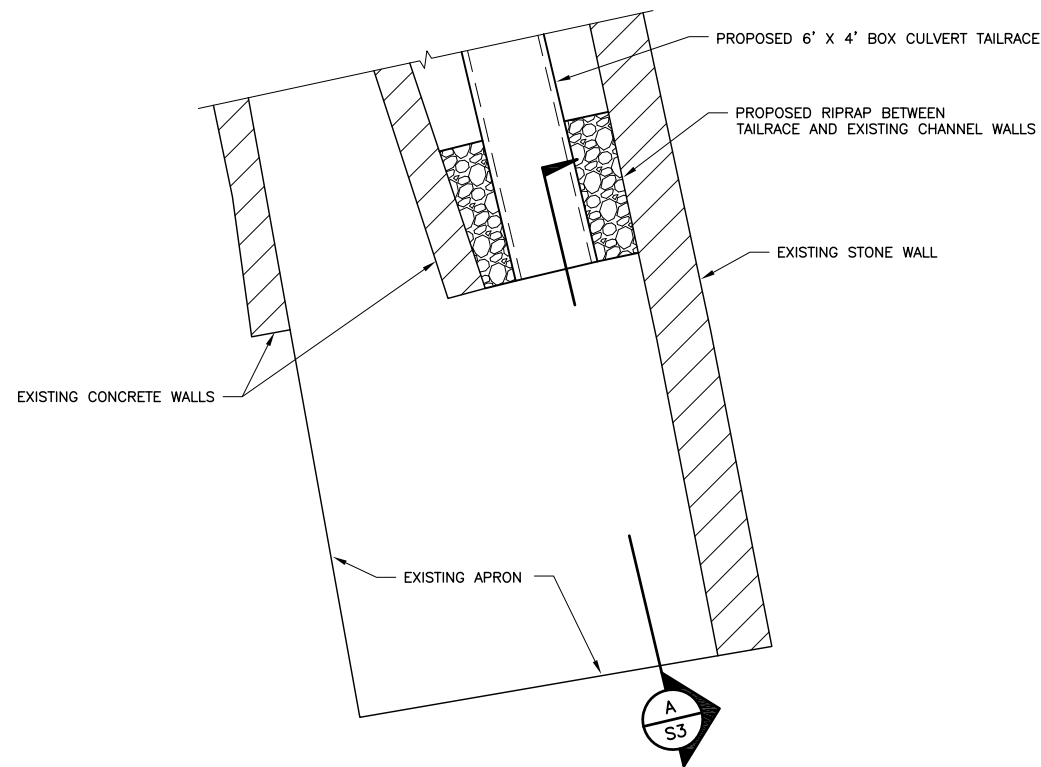 PROPOSED 6' X 4' BOX CULVERT TAILRACE
PROPOSED RIPRAP BETWEEN
TAILRACE AND EXISTING CHANNEL WALLS
EXISTING STONE WALL
EXISTING CONCRETE WALLS
EXISTING APRON
A
S3